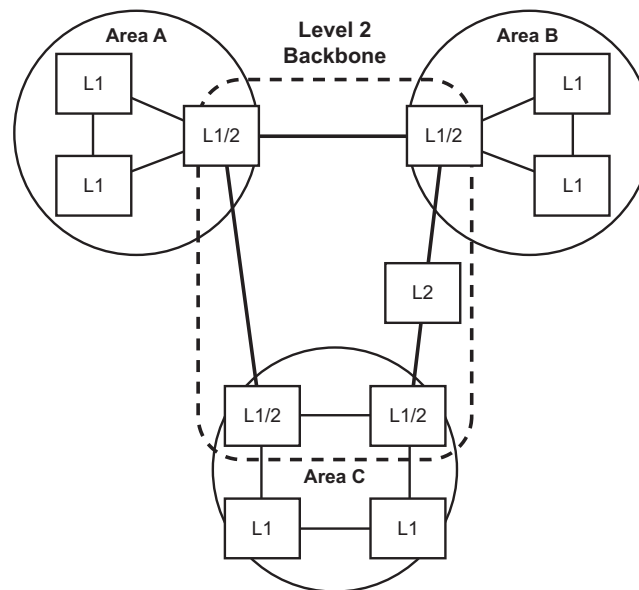 Area A
Level 2
Backbone
Area B
L1
L1
L1/2
L1/2
L1
L1
L2
L1/2
L1/2
Area C
L1
L1